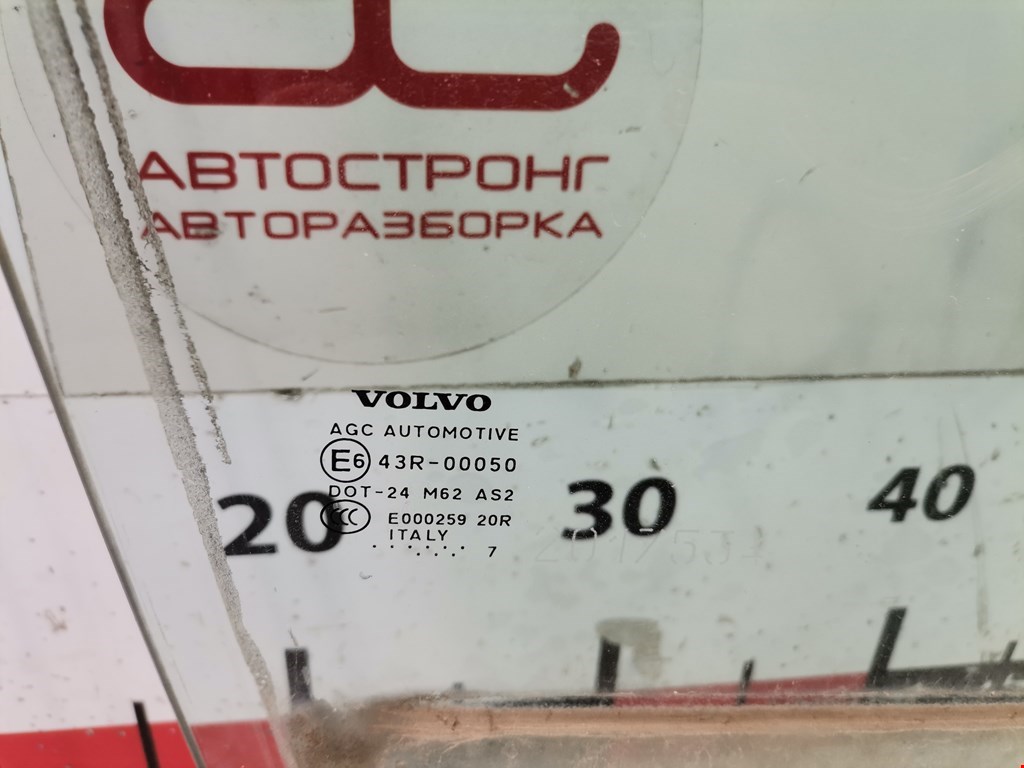 АВТОСТРОНГ
АВТОРАЗБОРКА
VOLVO
AGC AUTOMOTIVE
E6 43R-00050
DOT-24 M62 AS2
CCC E000259 20R
ITALY
7
20 30 40